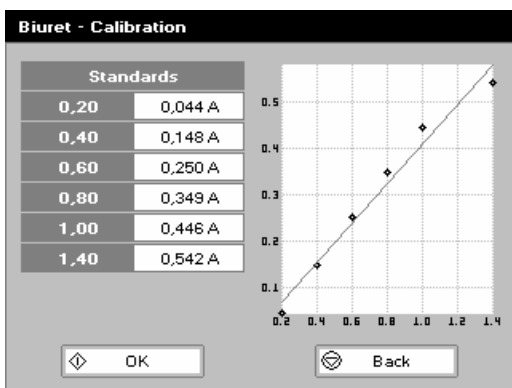 Biuret - Calibration
Standards
0,20 0,044 A
0,40 0,148 A
0,60 0,250 A
0,80 0,349 A
1,00 0,446 A
1,40 0,542 A
0.5
0.4
0.3
0.2
0.1
0.2 0.4 0.6 0.8 1.0 1.2 1.4
OK Back